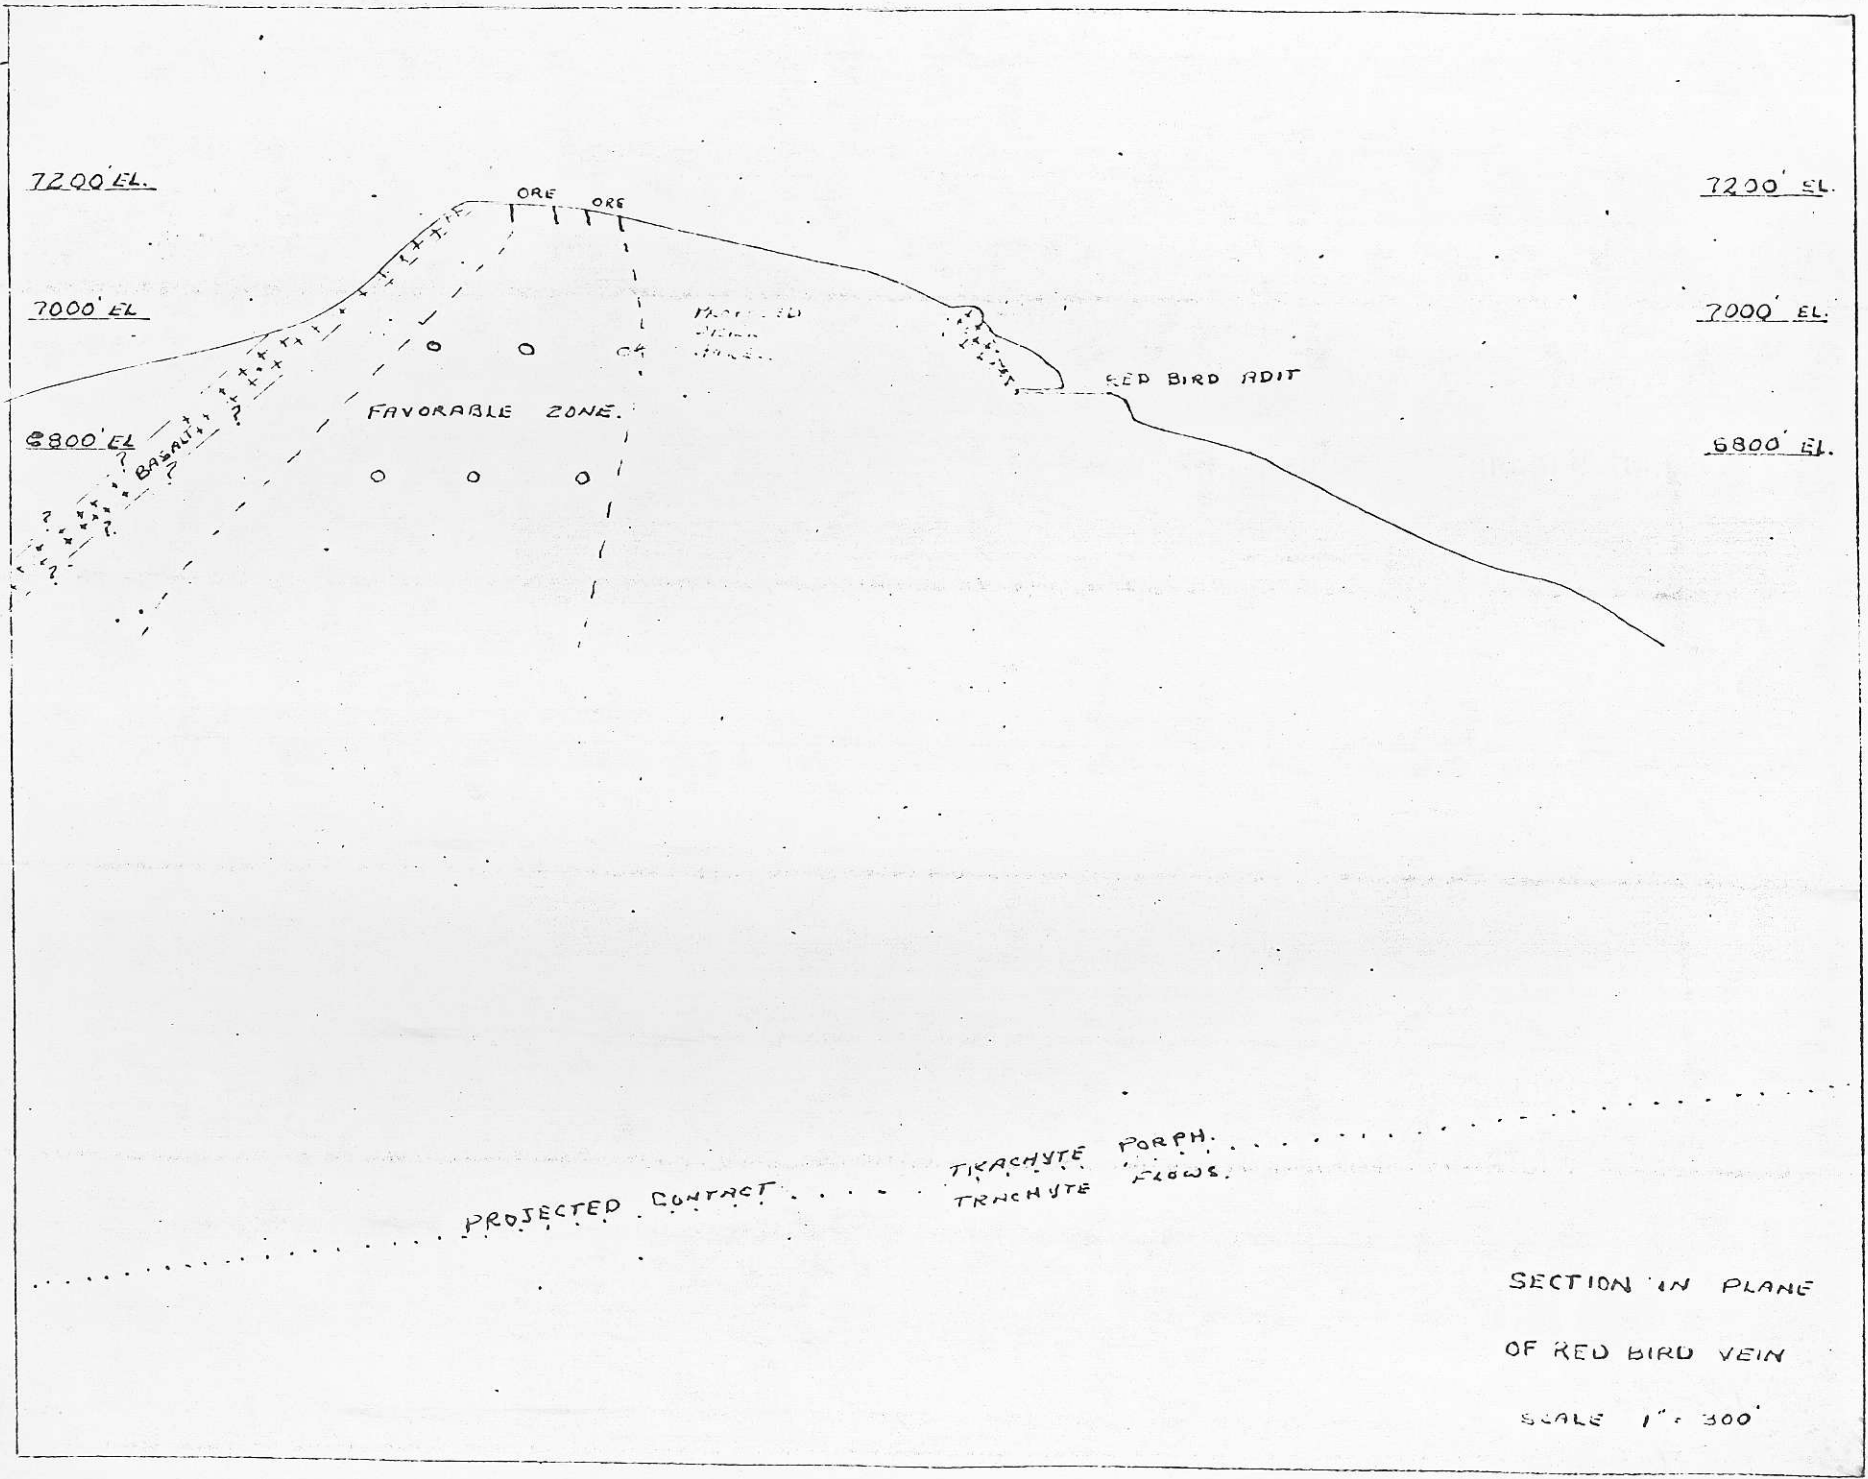 7200' EL.
7200' EL.
ORE
ORE
7000' EL
7000' EL.
RED BIRD ADIT
FAVORABLE ZONE.
6800' EL
6800' EL.
?
BASALT
?
?
?
?
?
TRACHYTE PORPH.
TRACHYTE FLOWS.
PROJECTED CONTACT
SECTION IN PLANE
OF RED BIRD VEIN
SCALE 1" = 300'